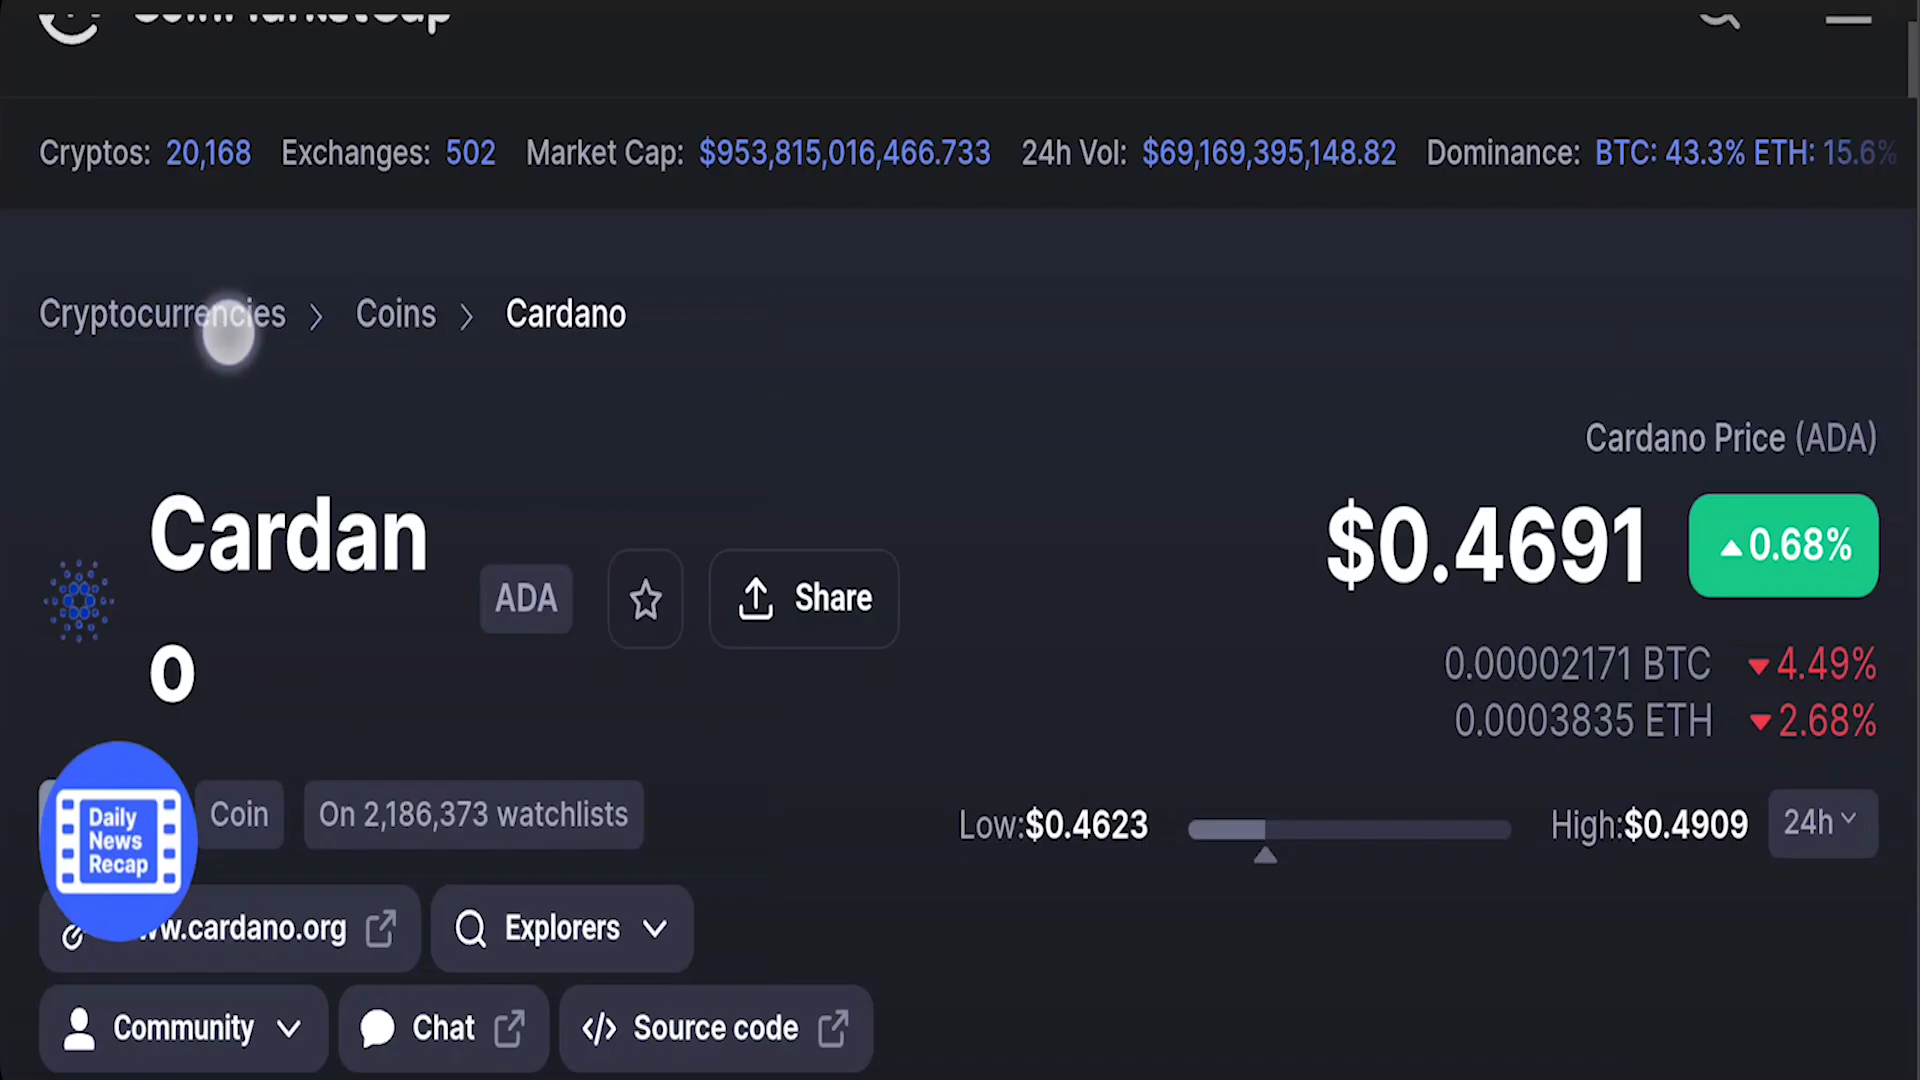 CoinMarketCap
Cryptos: 20,168 Exchanges: 502 Market Cap: $953,815,016,466.733 24h Vol: $69,169,395,148.82 Dominance: BTC: 43.3% ETH: 15.6%
Cryptocurrencies > Coins > Cardano
Cardano Price (ADA)
Cardan
o
ADA
Share
$0.4691 0.68%
0.00002171 BTC 4.49%
0.0003835 ETH 2.68%
Coin On 2,186,373 watchlists
Low:$0.4623 High:$0.4909 24h
Daily
News
Recap
ww.cardano.org Explorers
Community Chat Source code